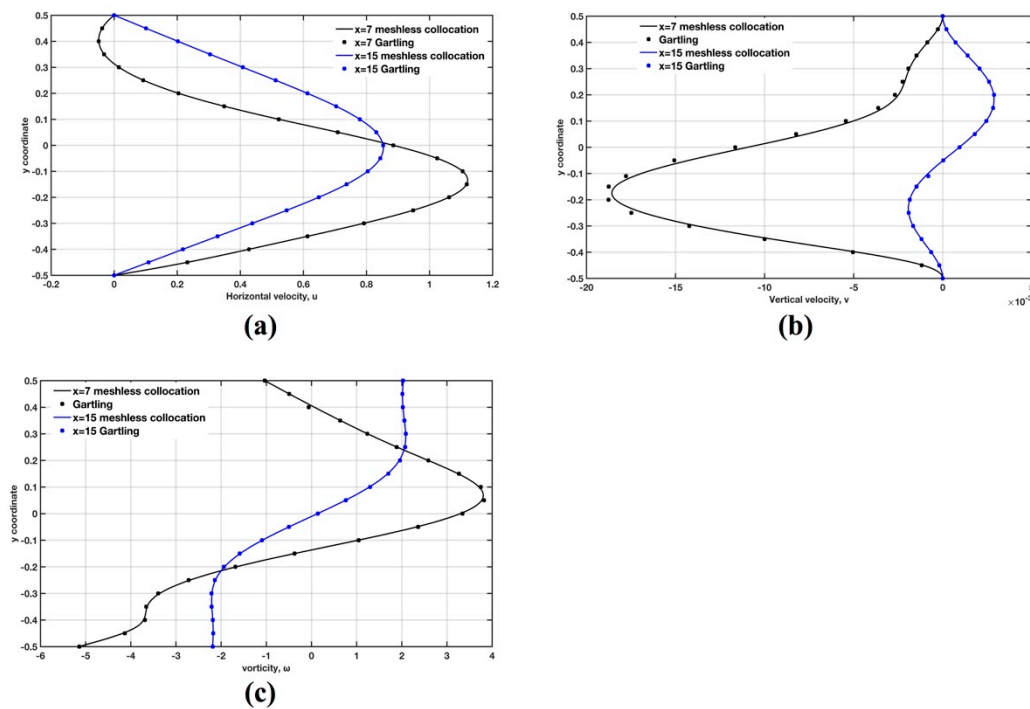 x=7 meshless collocation
x=7 Gartling
x=15 meshless collocation
x=15 Gartling
y coordinate
0.5
0.4
0.3
0.2
0.1
0
-0.1
-0.2
-0.3
-0.4
-0.5
-0.2 0 0.2 0.4 0.6 0.8 1 1.2
Horizontal velocity, u
(a)
x=7 meshless collocation
Gartling
x=15 meshless collocation
x=15 Gartling
y coordinate
0.5
0.4
0.3
0.2
0.1
0
-0.1
-0.2
-0.3
-0.4
-0.5
-20 -15 -10 -5 0 5
Vertical velocity, v
(b)
x=7 meshless collocation
Gartling
x=15 meshless collocation
x=15 Gartling
y coordinate
0.5
0.4
0.3
0.2
0.1
0
-0.1
-0.2
-0.3
-0.4
-0.5
-6 -5 -4 -3 -2 -1 0 1 2 3 4
vorticity, ω
(c)